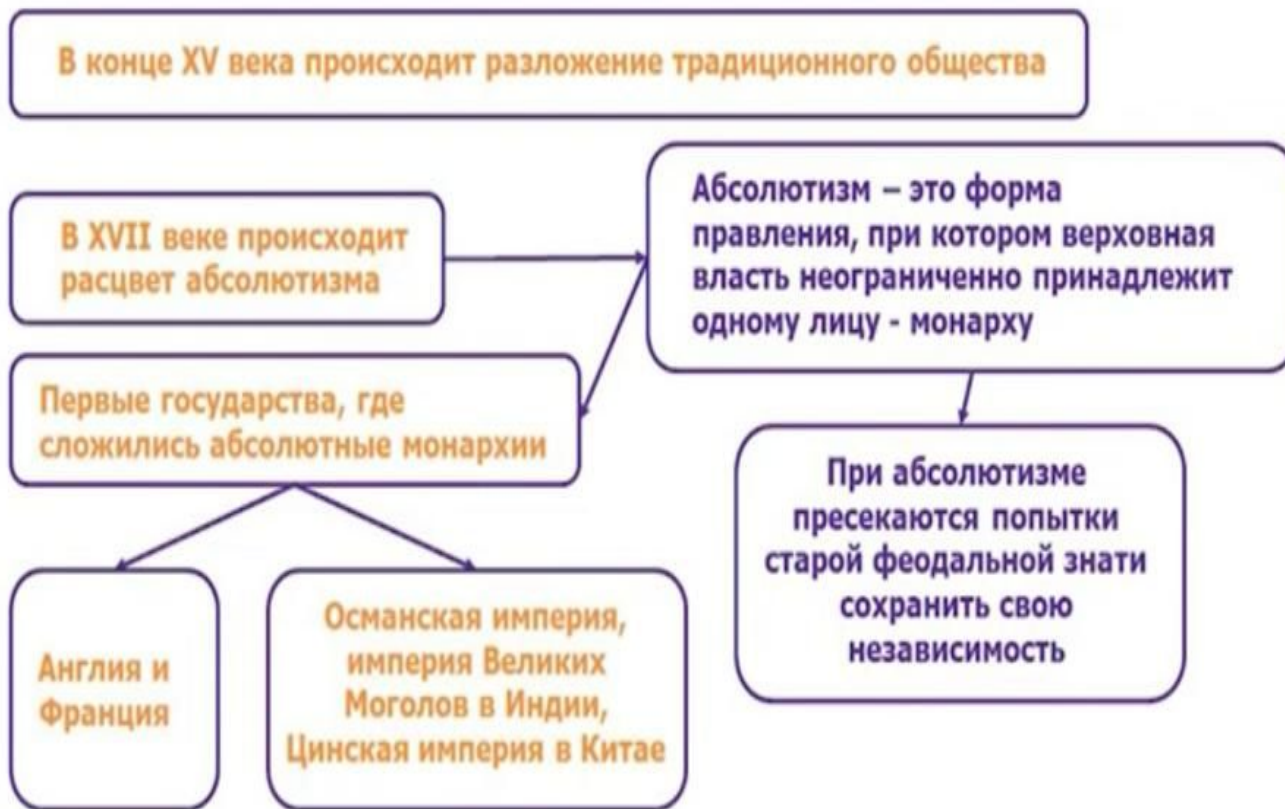 В конце XV века происходит разложение традиционного общества
В XVII веке происходит
расцвет абсолютизма
Абсолютизм – это форма
правления, при котором верховная
власть неограниченно принадлежит
одному лицу - монарху
Первые государства, где
сложились абсолютные монархии
При абсолютизме
пресекаются попытки
старой феодальной знати
сохранить свою
независимость
Англия и
Франция
Османская империя,
империя Великих
Моголов в Индии,
Цинская империя в Китае